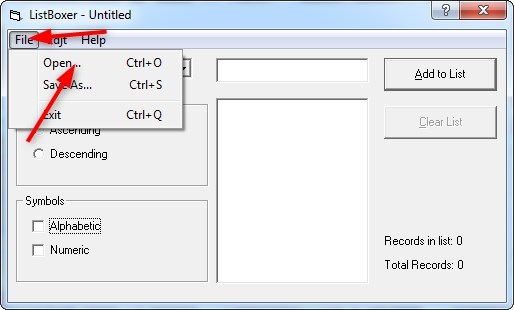 ListBoxer - Untitled
File Edit Help
Open... Ctrl+O
Save As... Ctrl+S
Exit Ctrl+Q
Add to List
Clear List
Ascending
Descending
Symbols
Alphabetic
Numeric
Records in list: 0
Total Records: 0